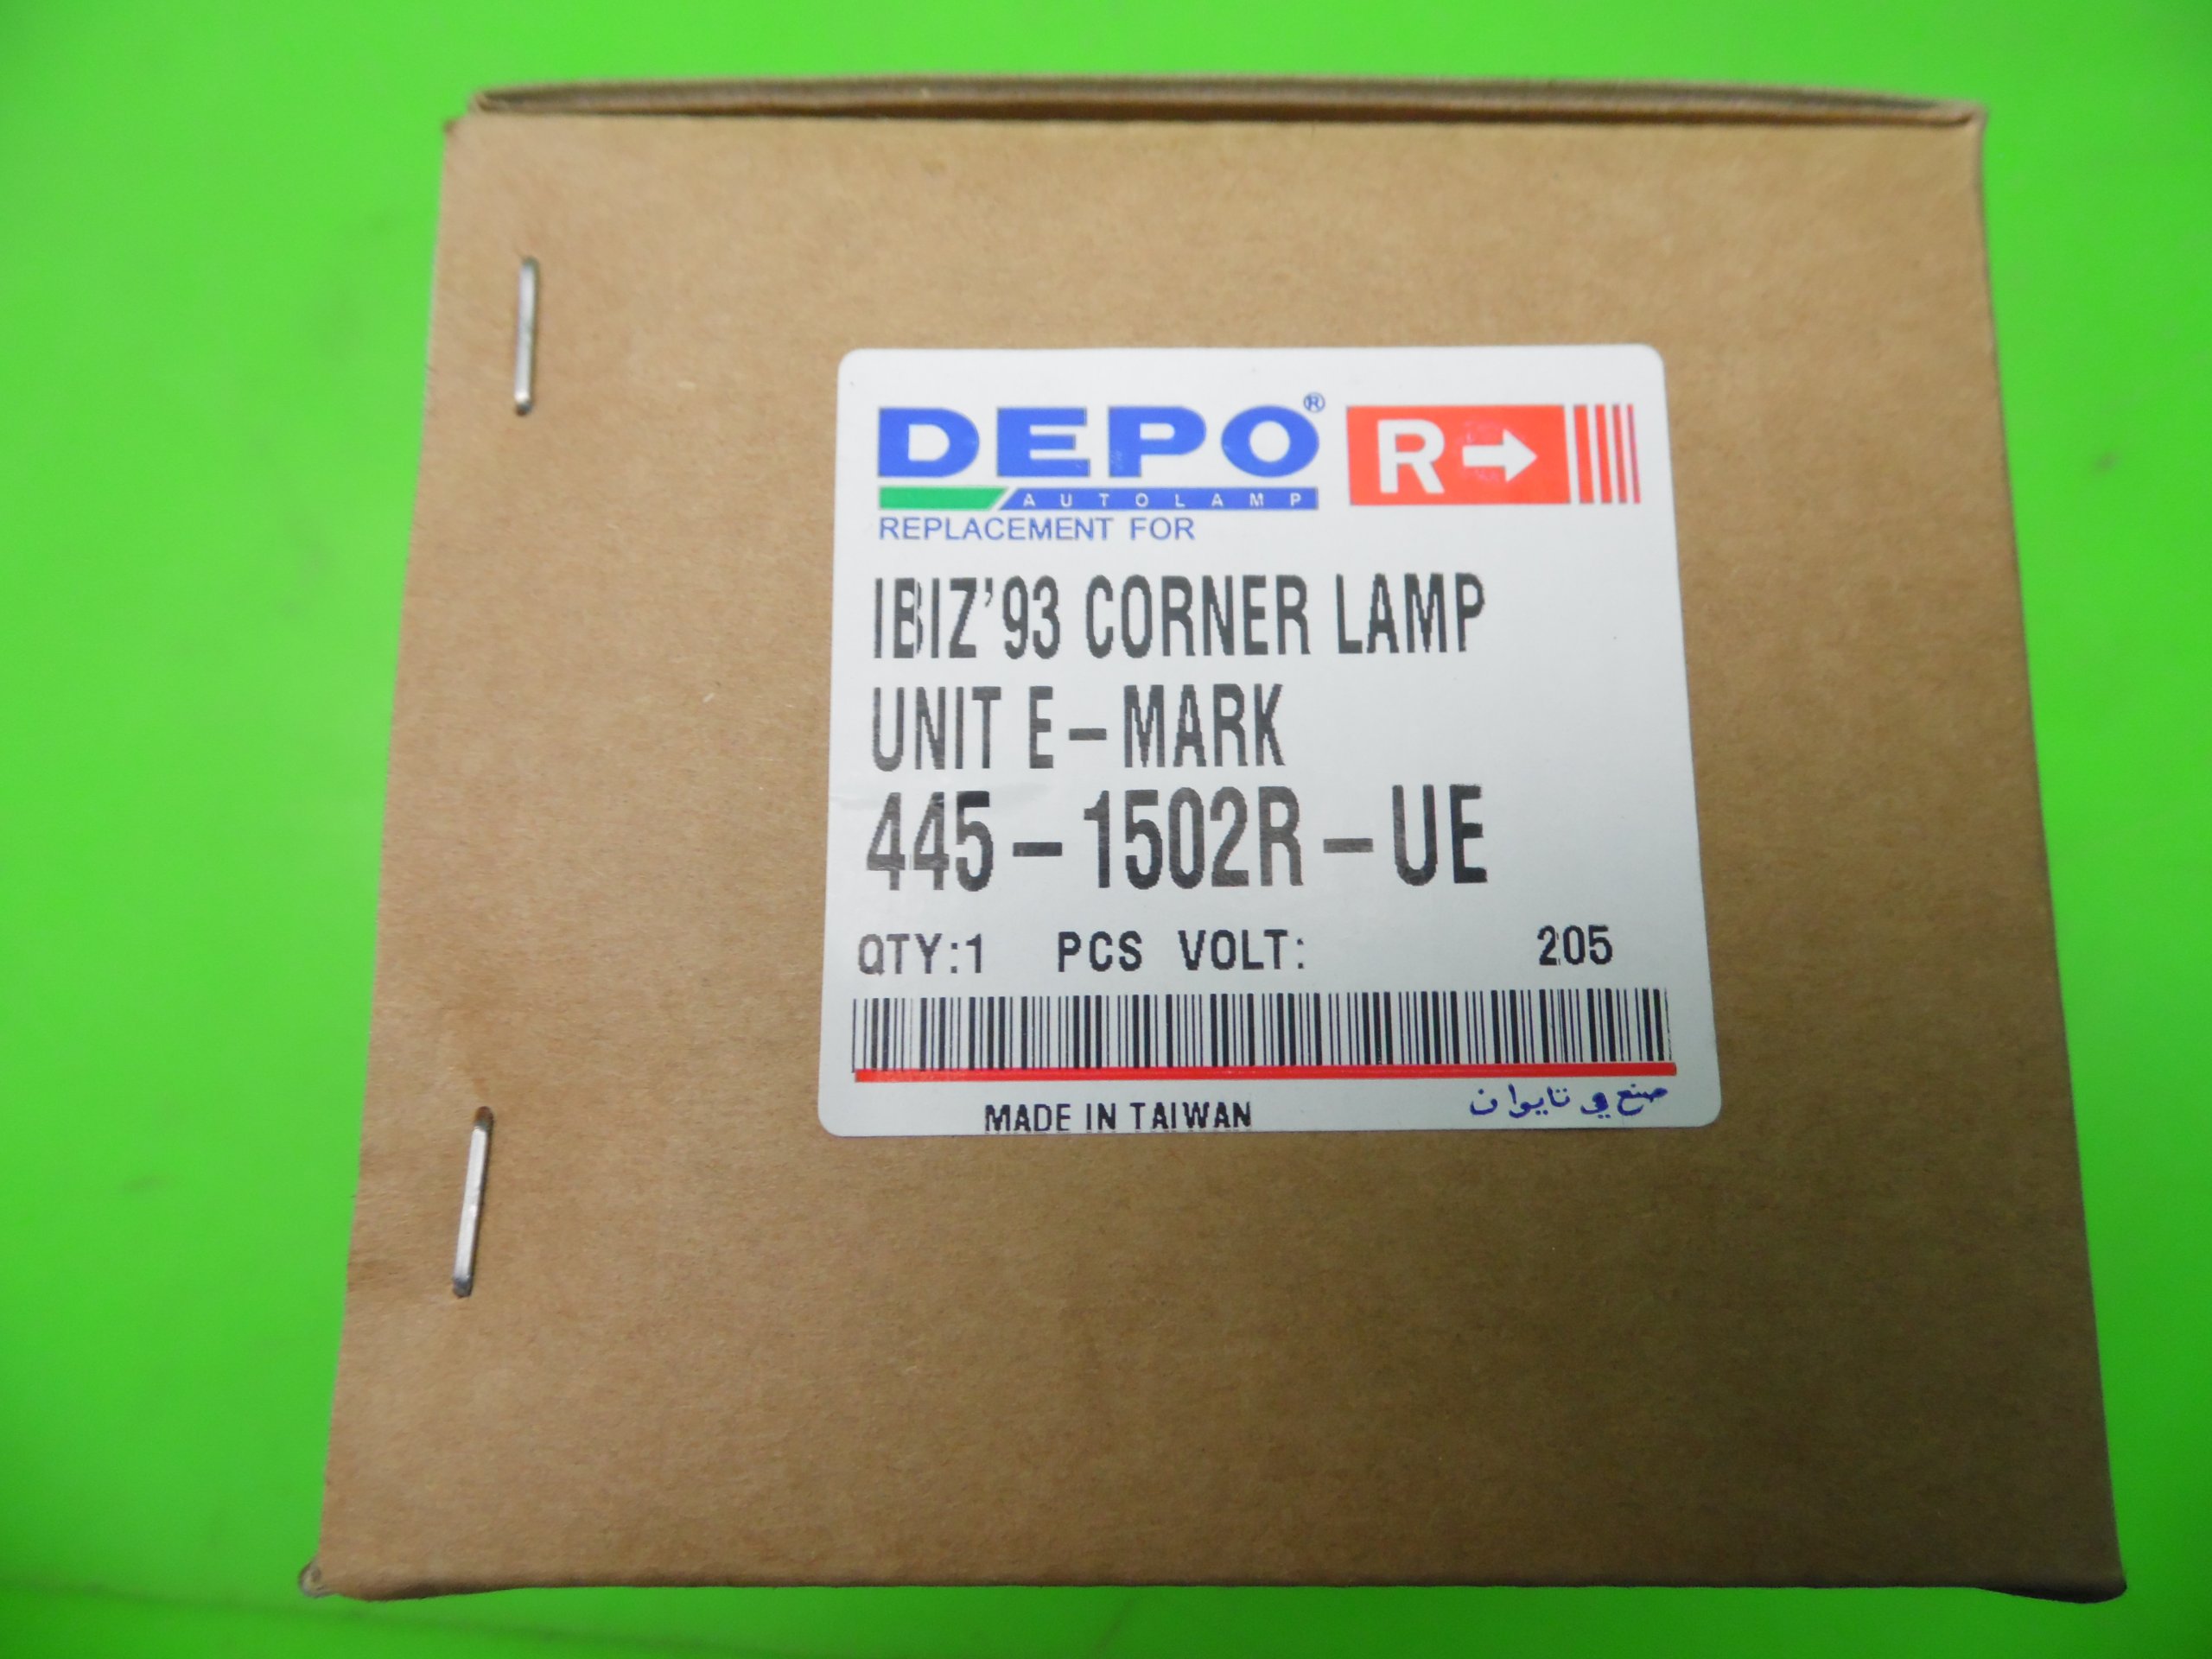 DEPO® R→
AUTOLAMP
REPLACEMENT FOR
IBIZ'93 CORNER LAMP
UNIT E-MARK
445-1502R-UE
QTY:1 PCS VOLT: 205
MADE IN TAIWAN صنع في تايوان